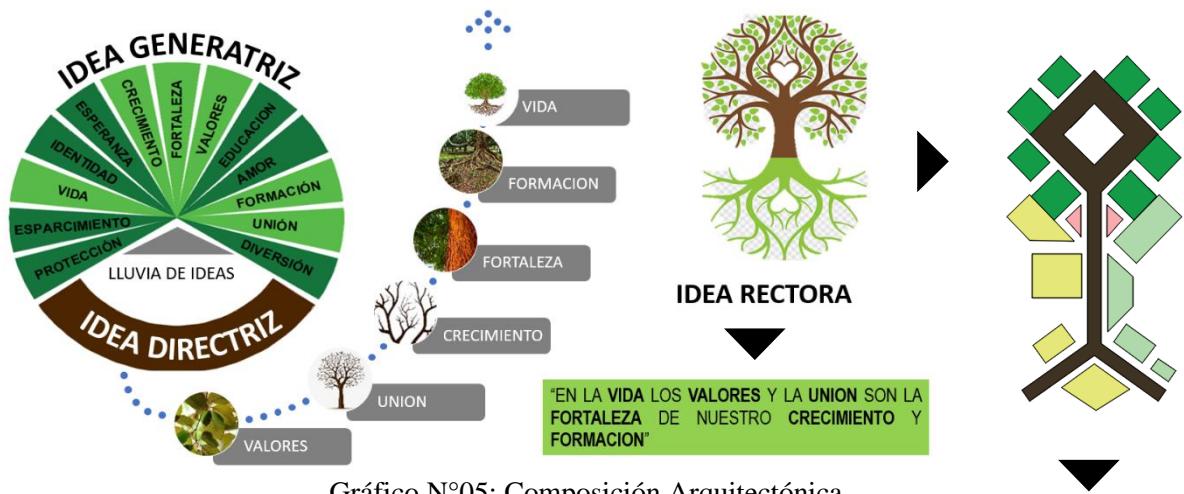 IDEA GENERATRIZ
PROTECCIÓN
ESPARCIMIENTO
VIDA
IDENTIDAD
ESPERANZA
CRECIMIENTO
FORTALEZA
VALORES
EDUCACION
AMOR
FORMACIÓN
UNIÓN
DIVERSIÓN
LLUVIA DE IDEAS
IDEA DIRECTRIZ
VIDA
FORMACION
FORTALEZA
CRECIMIENTO
UNION
VALORES
IDEA RECTORA
"EN LA VIDA LOS VALORES Y LA UNION SON LA
FORTALEZA DE NUESTRO CRECIMIENTO Y
FORMACION"
Gráfico N°05: Composición Arquitectónica